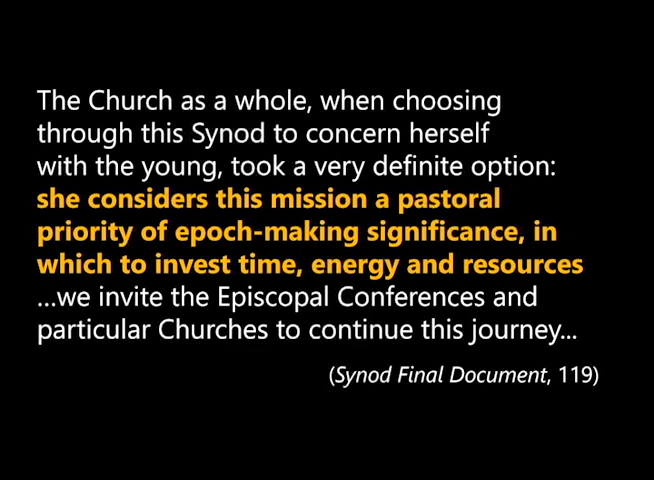 The Church as a whole, when choosing
through this Synod to concern herself
with the young, took a very definite option:
she considers this mission a pastoral
priority of epoch-making significance, in
which to invest time, energy and resources
...we invite the Episcopal Conferences and
particular Churches to continue this journey...
(Synod Final Document, 119)